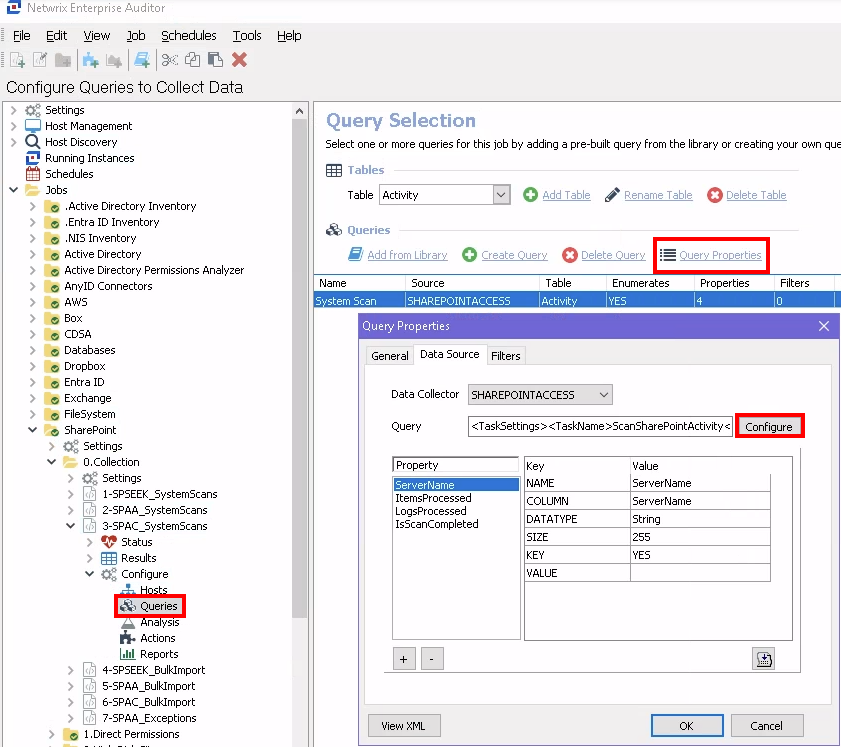 Netwrix Enterprise Auditor
File Edit View Job Schedules Tools Help
Configure Queries to Collect Data
Settings
Host Management
Host Discovery
Running Instances
Schedules
Jobs
.Active Directory Inventory
.Entra ID Inventory
.NIS Inventory
Active Directory
Active Directory Permissions Analyzer
AnyID Connectors
AWS
Box
CDSA
Databases
Dropbox
Entra ID
Exchange
FileSystem
SharePoint
Settings
0.Collection
Settings
1-SPSEEK_SystemScans
2-SPAA_SystemScans
3-SPAC_SystemScans
Status
Results
Configure
Hosts
Queries
Analysis
Actions
Reports
4-SPSEEK_BulkImport
5-SPAA_BulkImport
6-SPAC_BulkImport
7-SPAA_Exceptions
1.Direct Permissions
Query Selection
Select one or more queries for this job by adding a pre-built query from the library or creating your own que
Tables
Table Activity Add Table Rename Table Delete Table
Queries
Add from Library Create Query Delete Query Query Properties
Name Source Table Enumerates Properties Filters
System Scan SHAREPOINTACCESS Activity YES 4 0
Query Properties
General Data Source Filters
Data Collector SHAREPOINTACCESS
Query <TaskSettings><TaskName>ScanSharePointActivity< Configure
Property
ServerName
ItemsProcessed
LogsProcessed
IsScanCompleted
Key Value
NAME ServerName
COLUMN ServerName
DATATYPE String
SIZE 255
KEY YES
VALUE
+ -
View XML OK Cancel